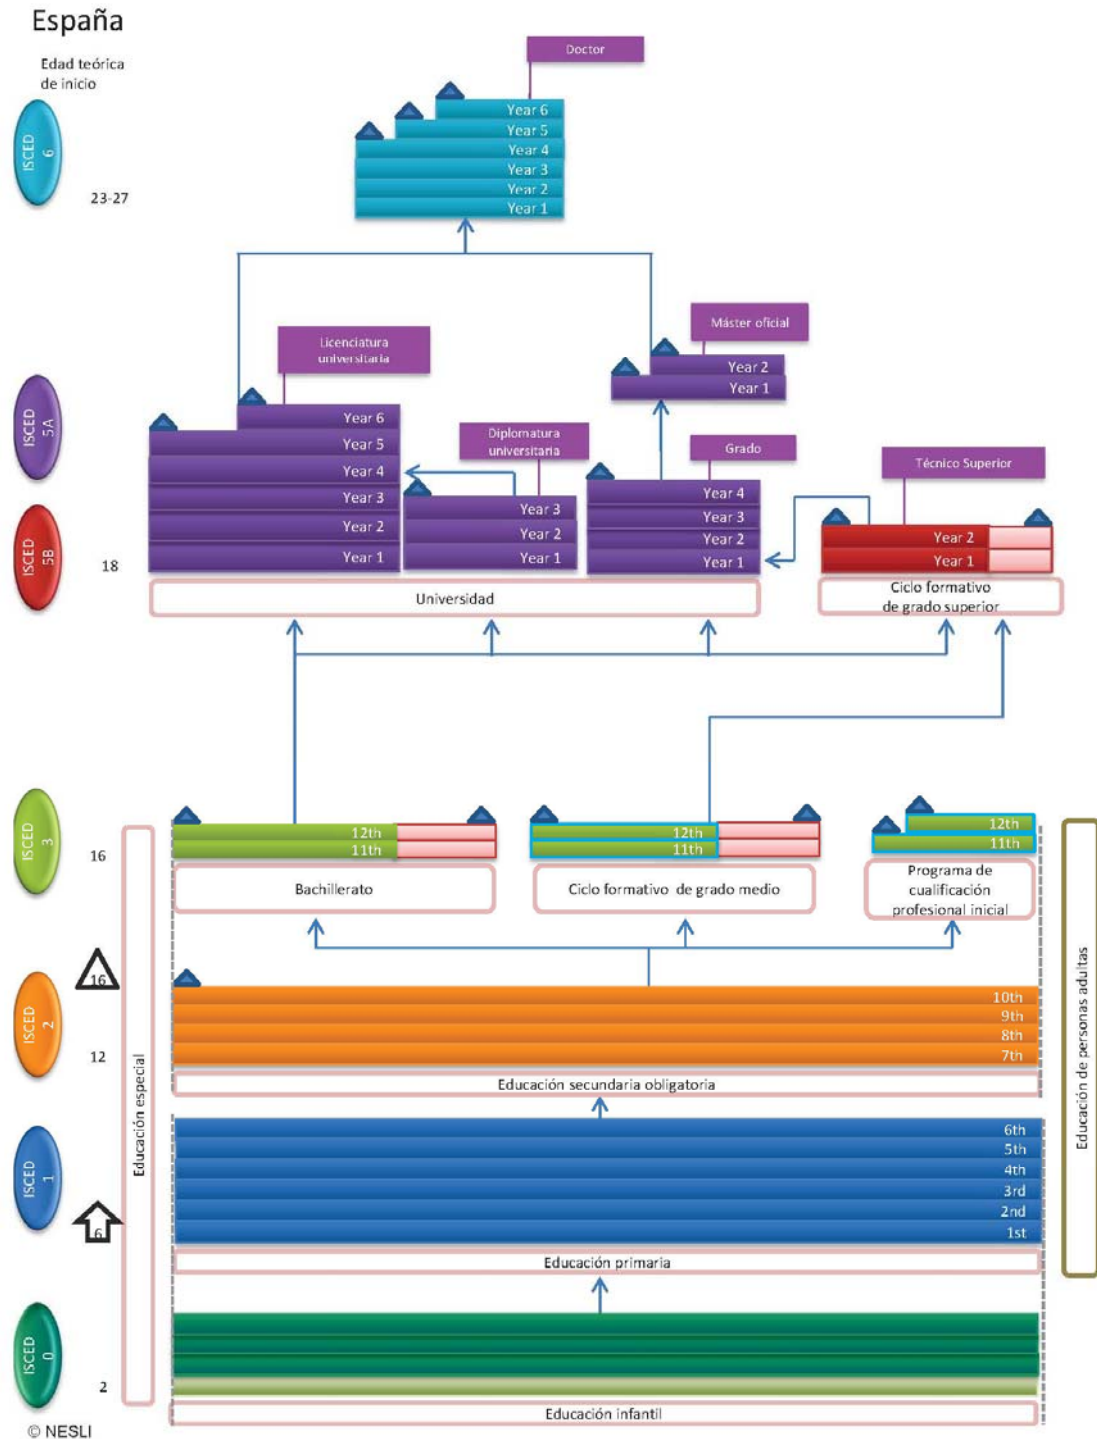 España
Edad teórica
de inicio
Doctor
ISCED
6
Year 6
Year 5
Year 4
Year 3
Year 2
Year 1
23-27
Máster oficial
Licenciatura
universitaria
Year 2
Year 1
ISCED
5A
Year 6
Year 5
Year 4
Year 3
Year 2
Year 1
Diplomatura
universitaria
Year 3
Year 2
Year 1
Grado
Year 4
Year 3
Year 2
Year 1
Técnico Superior
Year 2
Year 1
ISCED
5B
18
Universidad
Ciclo formativo
de grado superior
ISCED
3
16
12th
11th
Bachillerato
12th
11th
Ciclo formativo de grado medio
12th
11th
Programa de
cualificación
profesional inicial
16
ISCED
2
10th
9th
8th
7th
12
Educación secundaria obligatoria
Educación especial
Educación de personas adultas
ISCED
1
6th
5th
4th
3rd
2nd
1st
6
Educación primaria
ISCED
0
2
Educación infantil
© NESLI